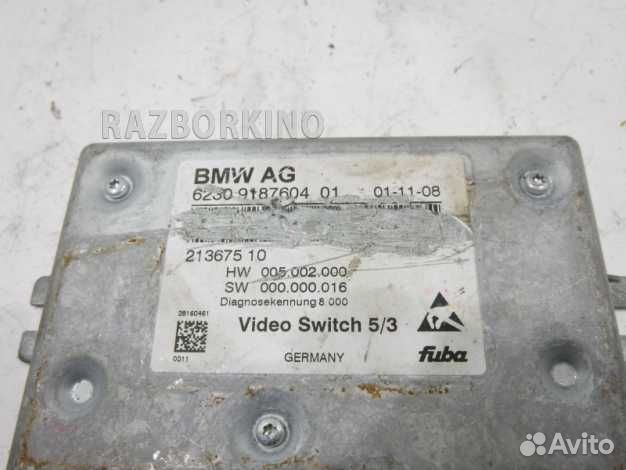 RAZBORKINO
BMW AG
6230 9187604 01 01-11-08
213675 10
HW 005.002.000
SW 000.000.016
Diagnosekennung 8 000
28160461
Video Switch 5/3
0011
GERMANY
fuba
Avito